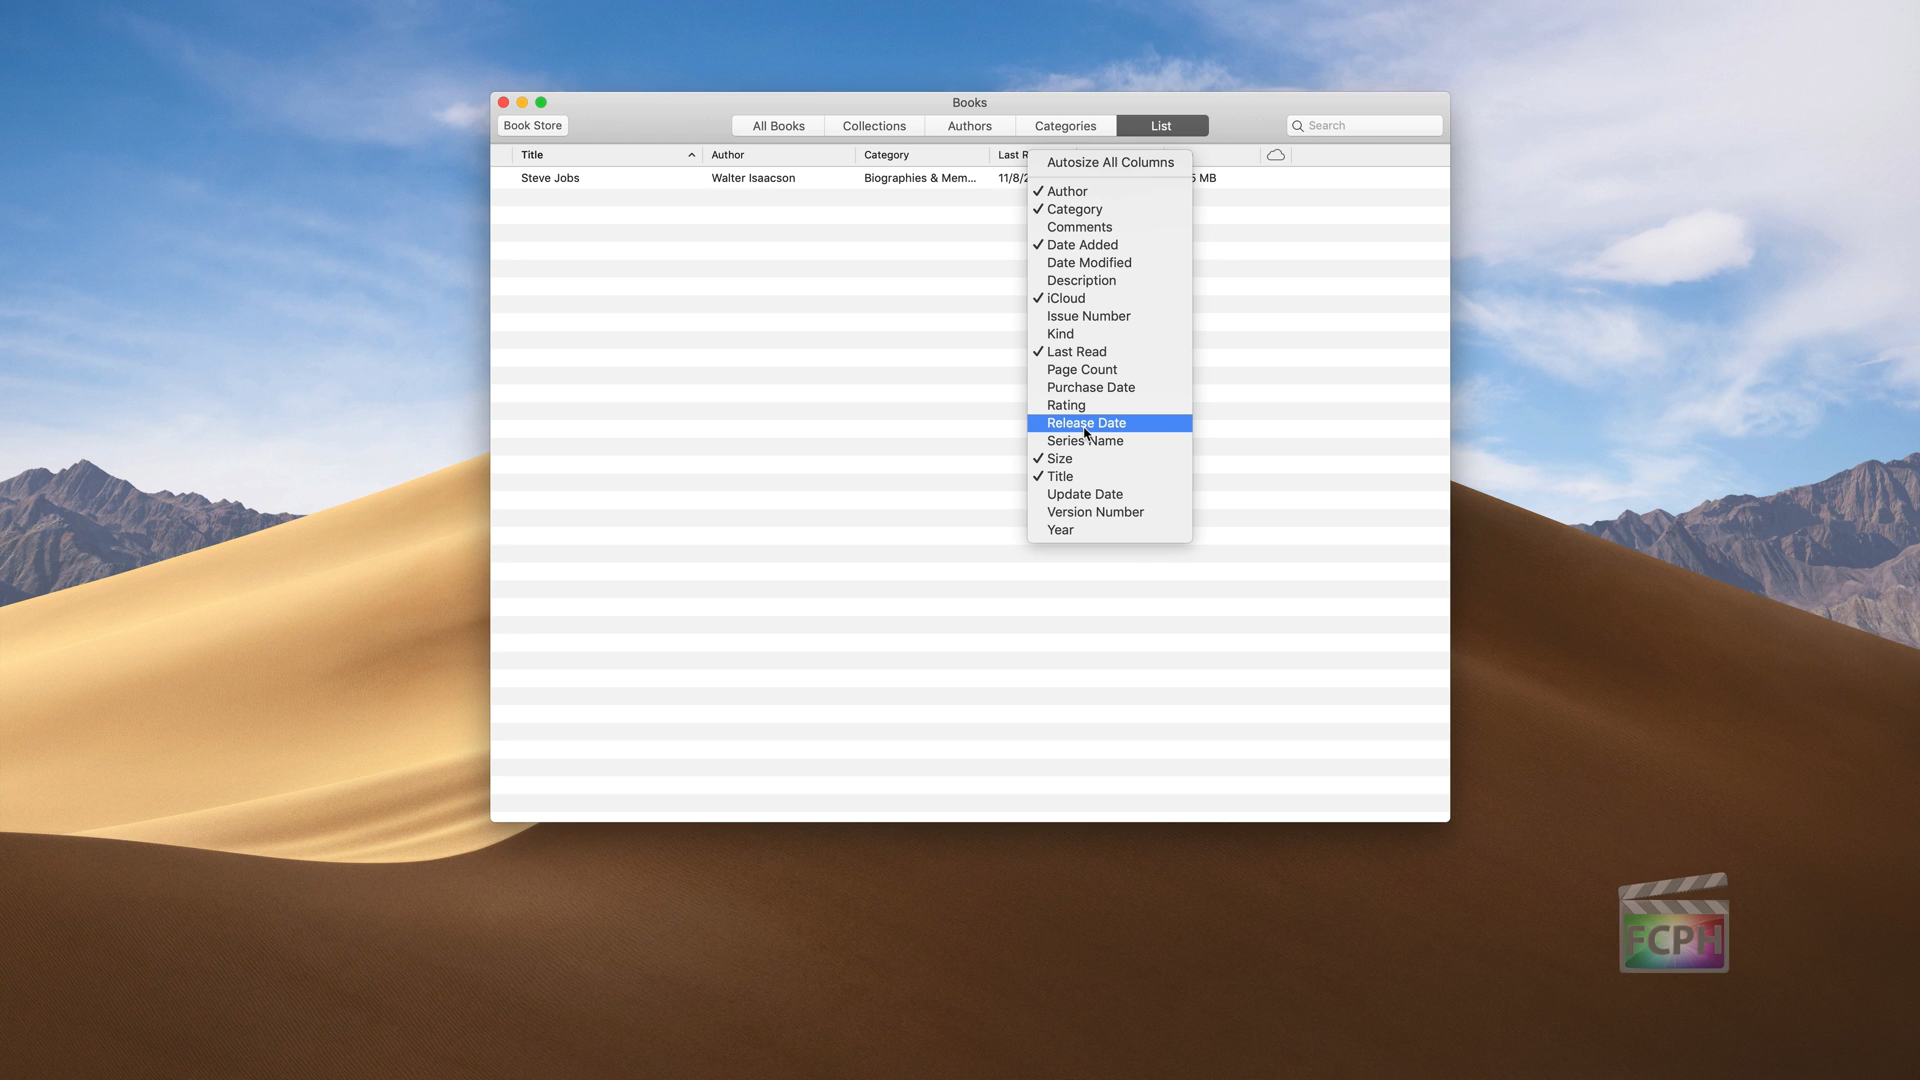 Books
Book Store
All Books
Collections
Authors
Categories
List
Search
Title
Author
Category
Last R
Steve Jobs
Walter Isaacson
Biographies & Mem...
11/8/2
5 MB
Autosize All Columns
✓ Author
✓ Category
Comments
✓ Date Added
Date Modified
Description
✓ iCloud
Issue Number
Kind
✓ Last Read
Page Count
Purchase Date
Rating
Release Date
Series Name
✓ Size
✓ Title
Update Date
Version Number
Year
FCPH